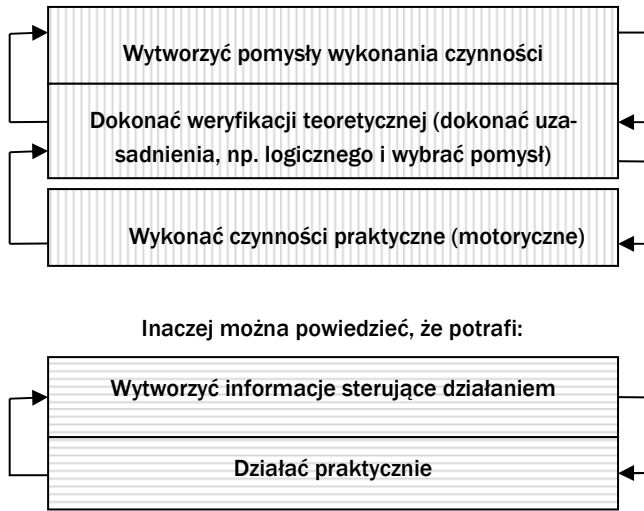 Wytworzyć pomysły wykonania czynności
Dokonać weryfikacji teoretycznej (dokonać uza-
sadnienia, np. logicznego i wybrać pomysł)
Wykonać czynności praktyczne (motoryczne)
Inaczej można powiedzieć, że potrafi:
Wytworzyć informacje sterujące działaniem
Działać praktycznie